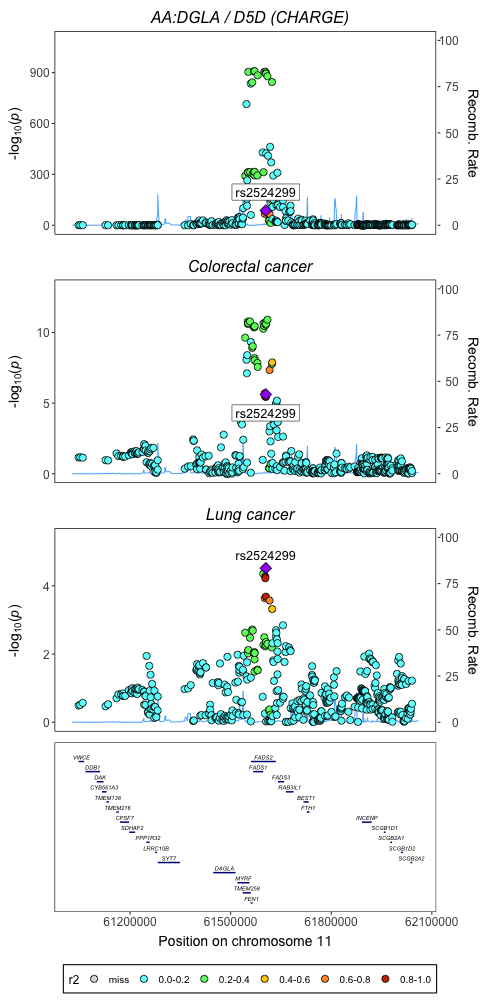 AA:DGLA / D5D (CHARGE)
900
600
300
0
100
75
50
25
0
-log₁₀(p)
Recomb. Rate
rs2524299
Colorectal cancer
10
5
0
100
75
50
25
0
-log₁₀(p)
Recomb. Rate
rs2524299
Lung cancer
4
2
0
100
75
50
25
0
-log₁₀(p)
Recomb. Rate
rs2524299
VWCE FADS2
DDB1 FADS1
DAK FADS3
CYB561A3 RAB3IL1
TMEM138 BEST1
TMEM216 FTH1
CPSF7 INCENP
SDHAF2 SCGB1D1
PPP1R32 SCGB2A1
LRRC10B SCGB1D2
SYT7 SCGB2A2
DAGLA
MYRF
TMEM258
FEN1
61200000 61500000 61800000 62100000
Position on chromosome 11
r2 miss 0.0-0.2 0.2-0.4 0.4-0.6 0.6-0.8 0.8-1.0